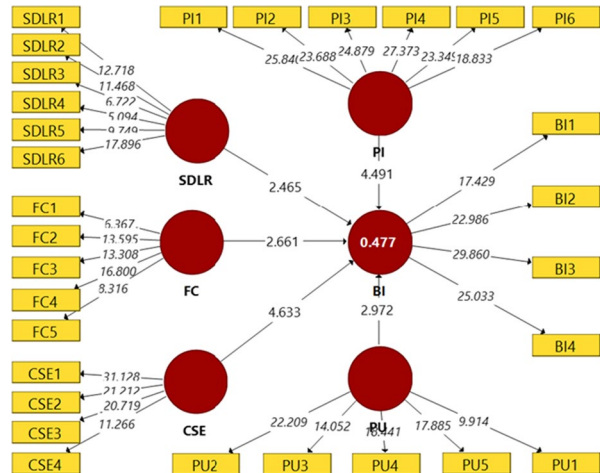 SDLR1
SDLR2
SDLR3
SDLR4
SDLR5
SDLR6
12.718
11.468
6.722
5.094
9.749
17.896
SDLR
PI1
PI2
PI3
PI4
PI5
PI6
25.840
23.688
24.879
27.373
23.349
18.833
PI
4.491
2.465
FC1
FC2
FC3
FC4
FC5
6.367
13.595
13.308
16.800
8.316
FC
2.661
0.477
BI
BI1
BI2
BI3
BI4
17.429
22.986
29.860
25.033
CSE1
CSE2
CSE3
CSE4
31.128
21.212
20.719
11.266
CSE
4.633
2.972
PU
22.209
14.052
17.885
9.914
PU2
PU3
PU4
PU5
PU1